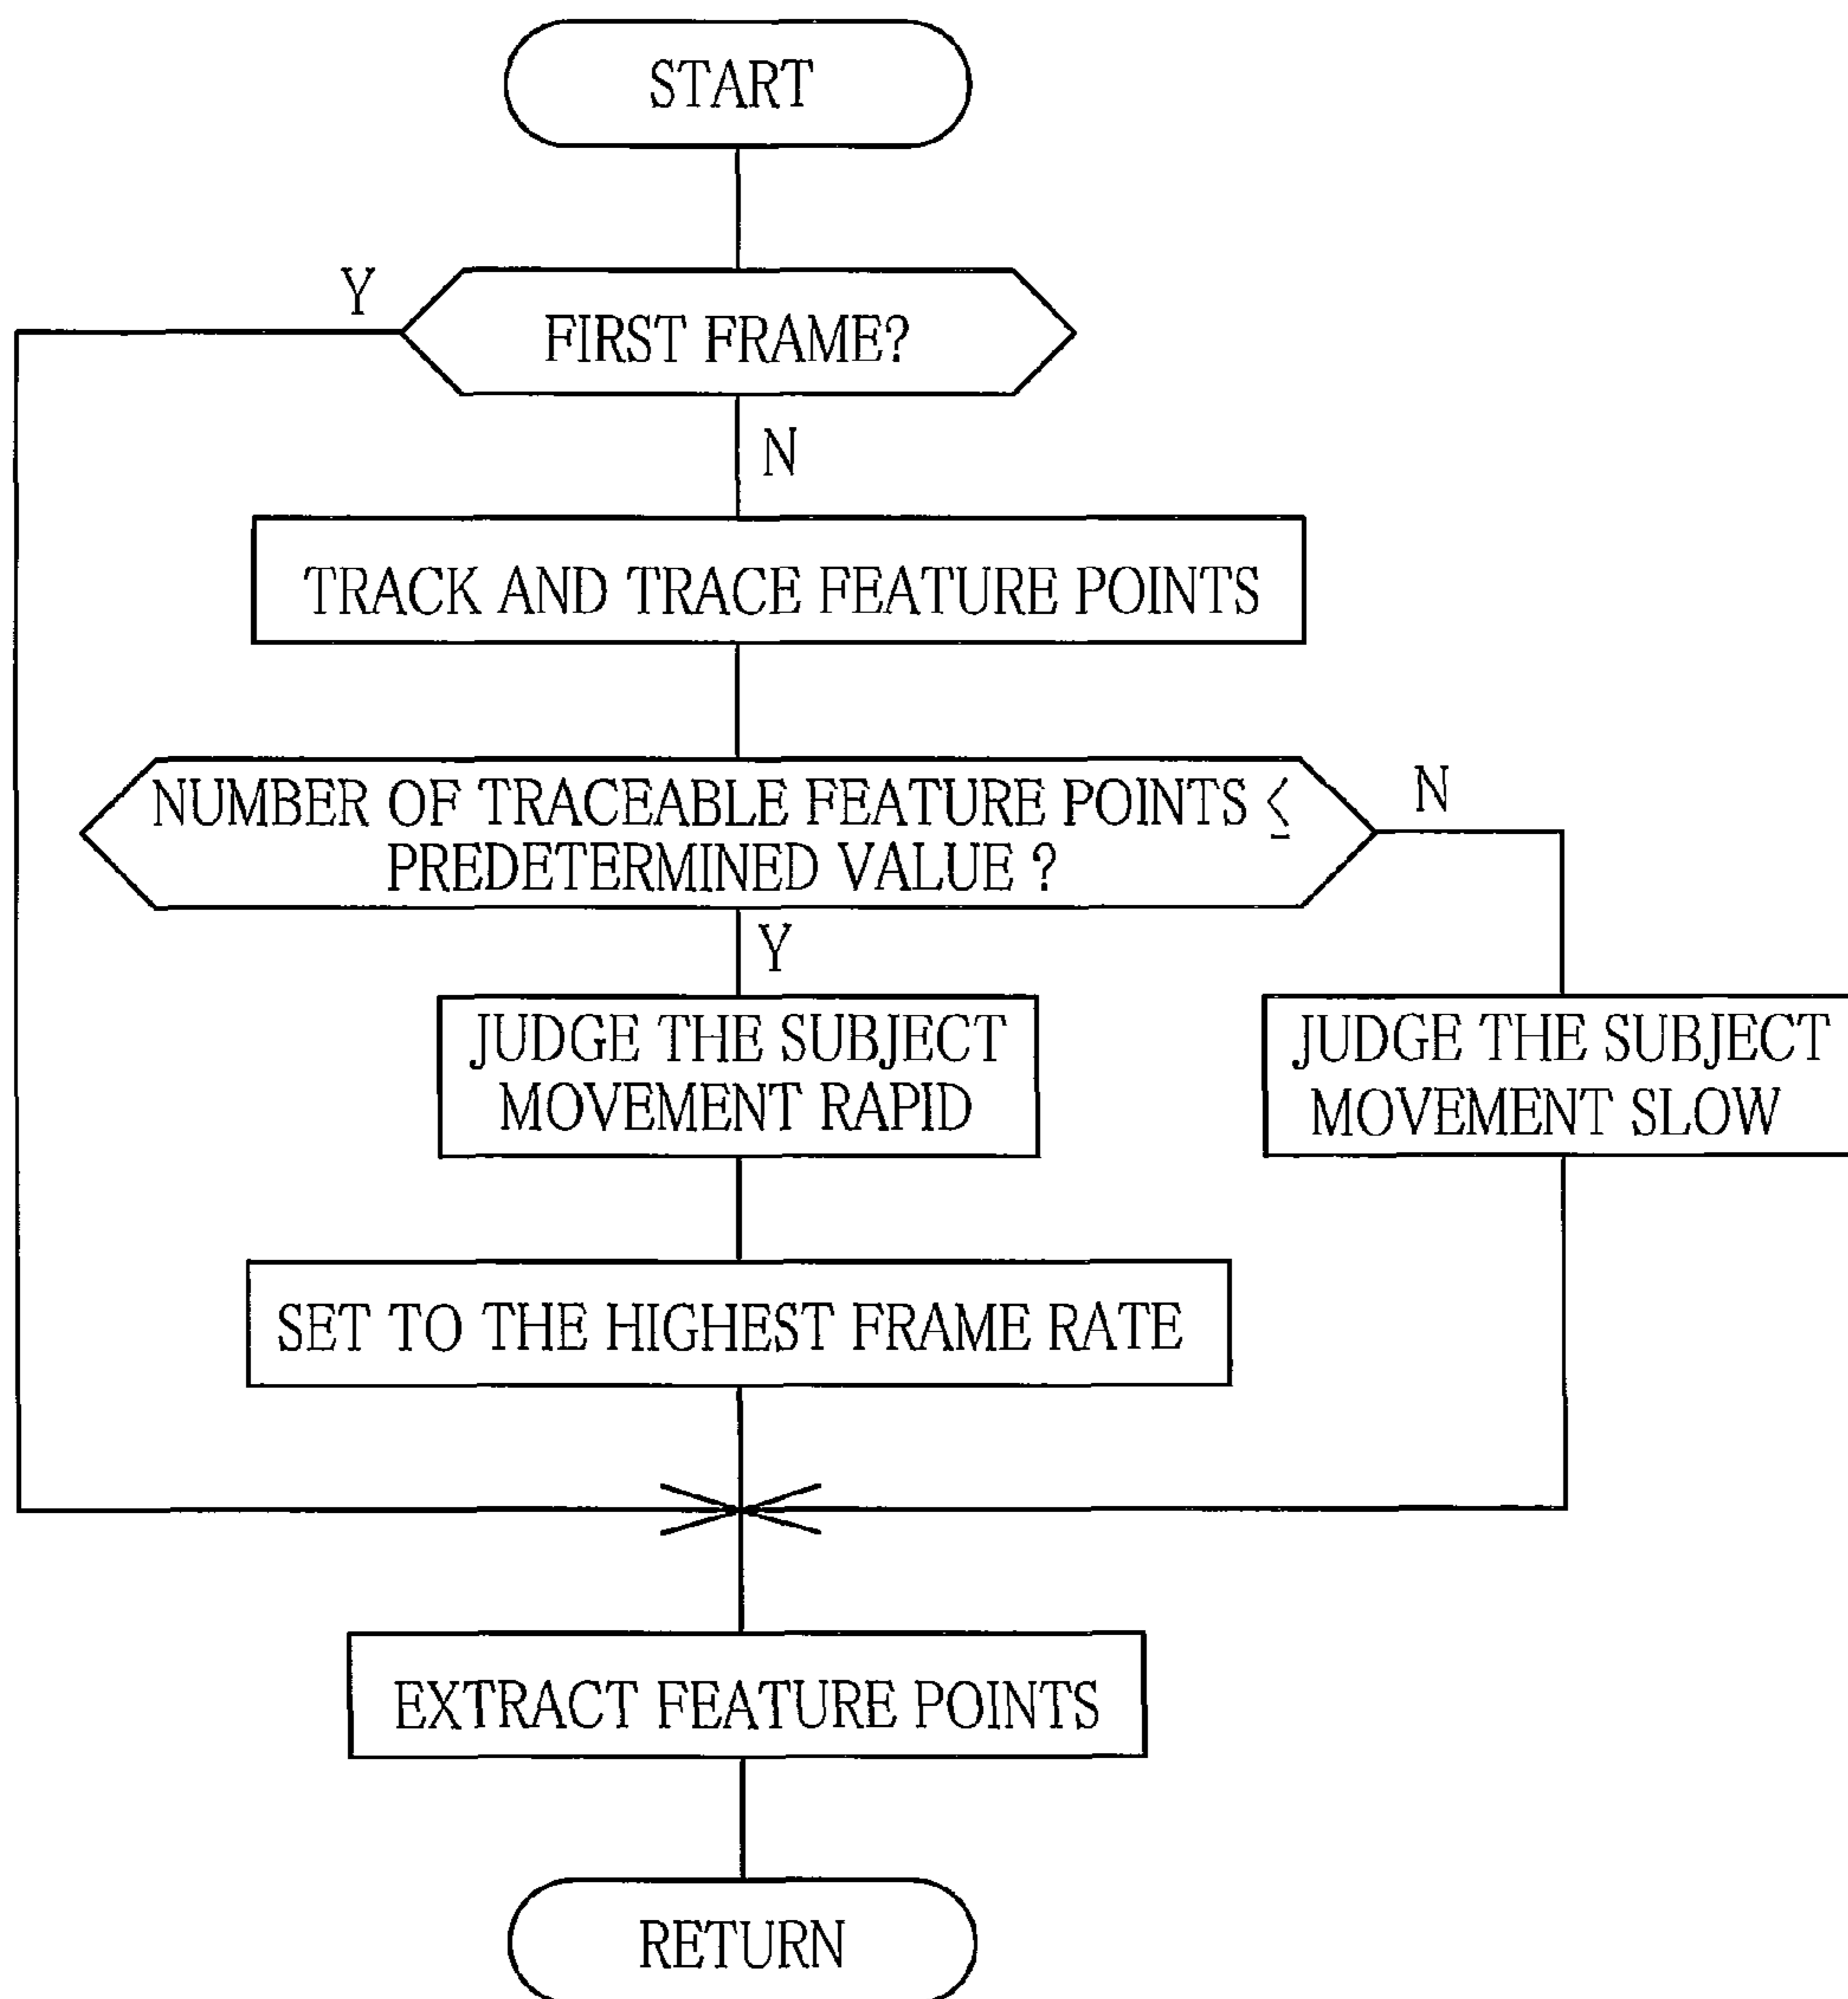 START
Y
FIRST FRAME?
N
TRACK AND TRACE FEATURE POINTS
NUMBER OF TRACEABLE FEATURE POINTS ≤
PREDETERMINED VALUE ?
N
Y
JUDGE THE SUBJECT
MOVEMENT RAPID
JUDGE THE SUBJECT
MOVEMENT SLOW
SET TO THE HIGHEST FRAME RATE
EXTRACT FEATURE POINTS
RETURN